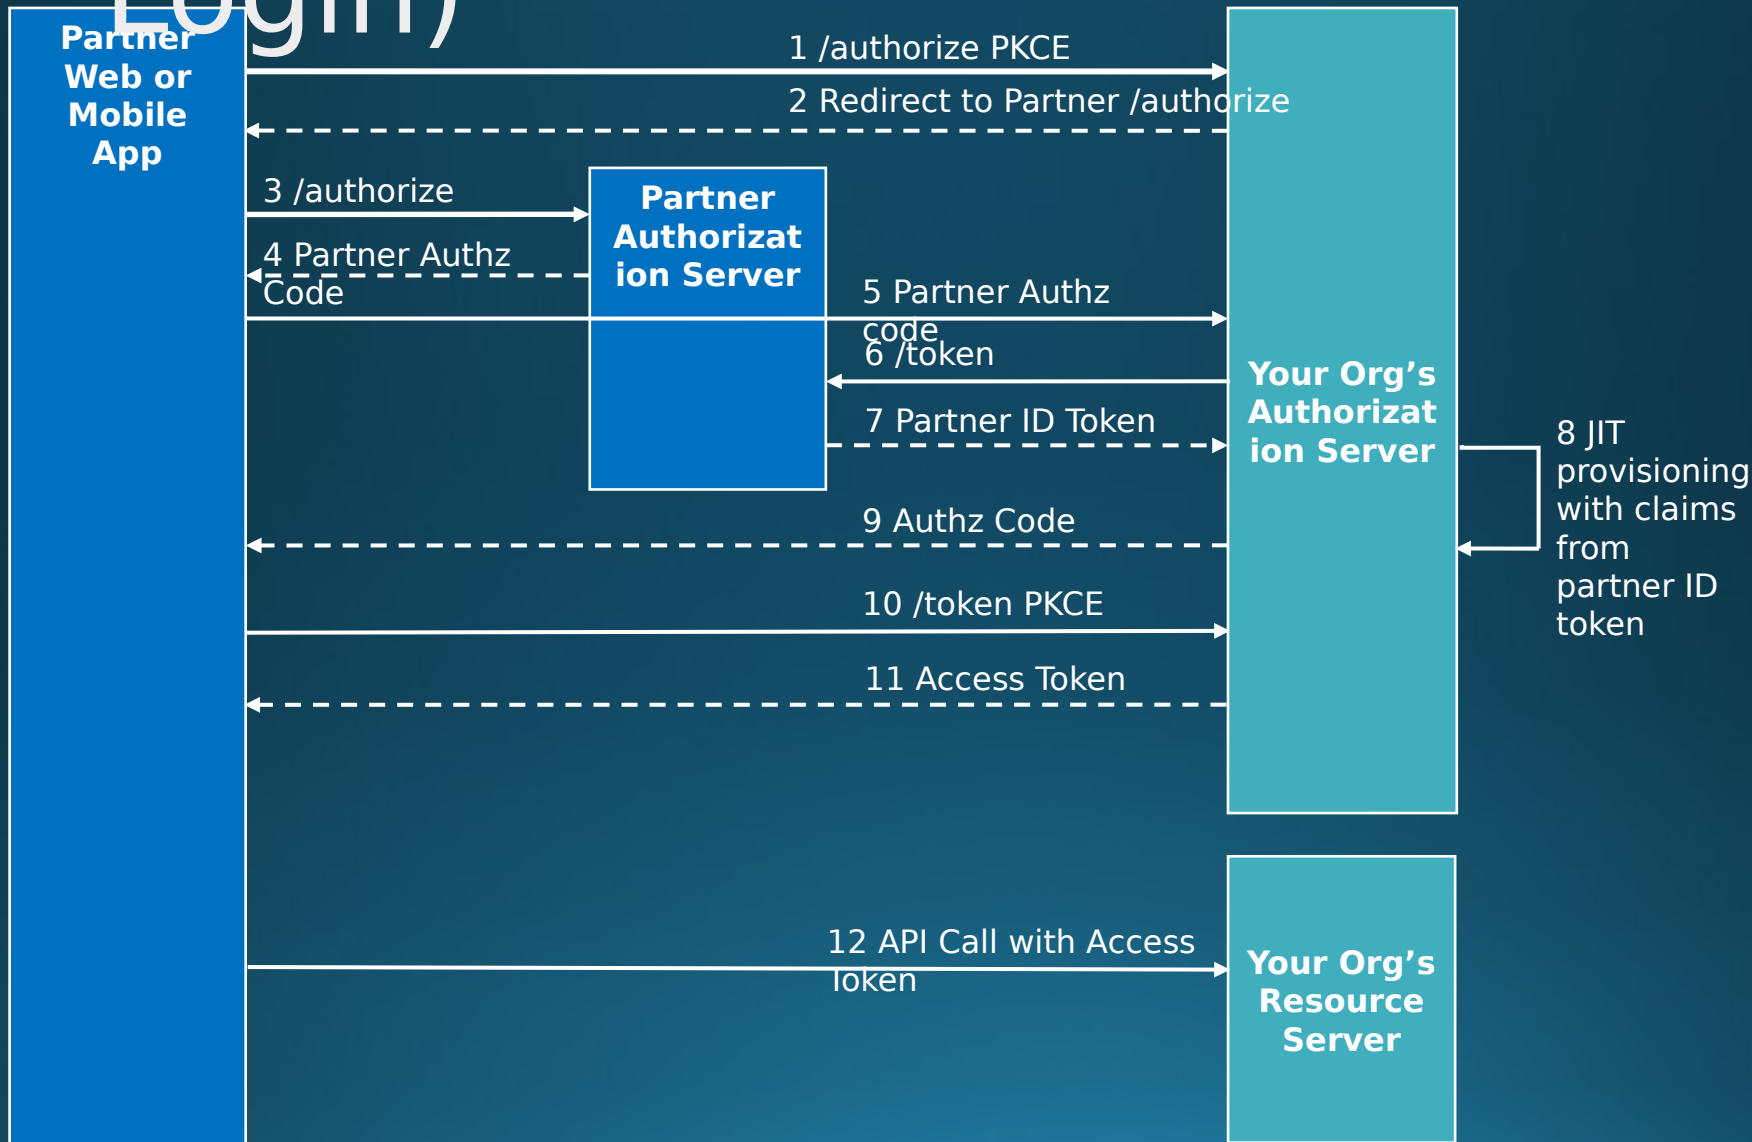 Login)
Partner
Web or
Mobile
App
1 /authorize PKCE
2 Redirect to Partner /authorize
3 /authorize
Partner
Authorizat
ion Server
4 Partner Authz
Code
5 Partner Authz
code
6 /token
7 Partner ID Token
Your Org’s
Authorizat
ion Server
8 JIT
provisioning
with claims
from
partner ID
token
9 Authz Code
10 /token PKCE
11 Access Token
12 API Call with Access
Token
Your Org’s
Resource
Server